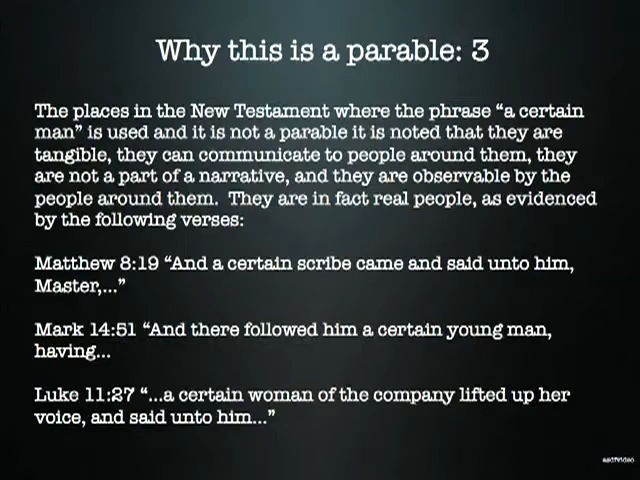 Why this is a parable: 3
The places in the New Testament where the phrase “a certain
man” is used and it is not a parable it is noted that they are
tangible, they can communicate to people around them, they
are not a part of a narrative, and they are observable by the
people around them.  They are in fact real people, as evidenced
by the following verses:
Matthew 8:19 “And a certain scribe came and said unto him,
Master,...”
Mark 14:51 “And there followed him a certain young man,
having...
Luke 11:27 “...a certain woman of the company lifted up her
voice, and said unto him...”